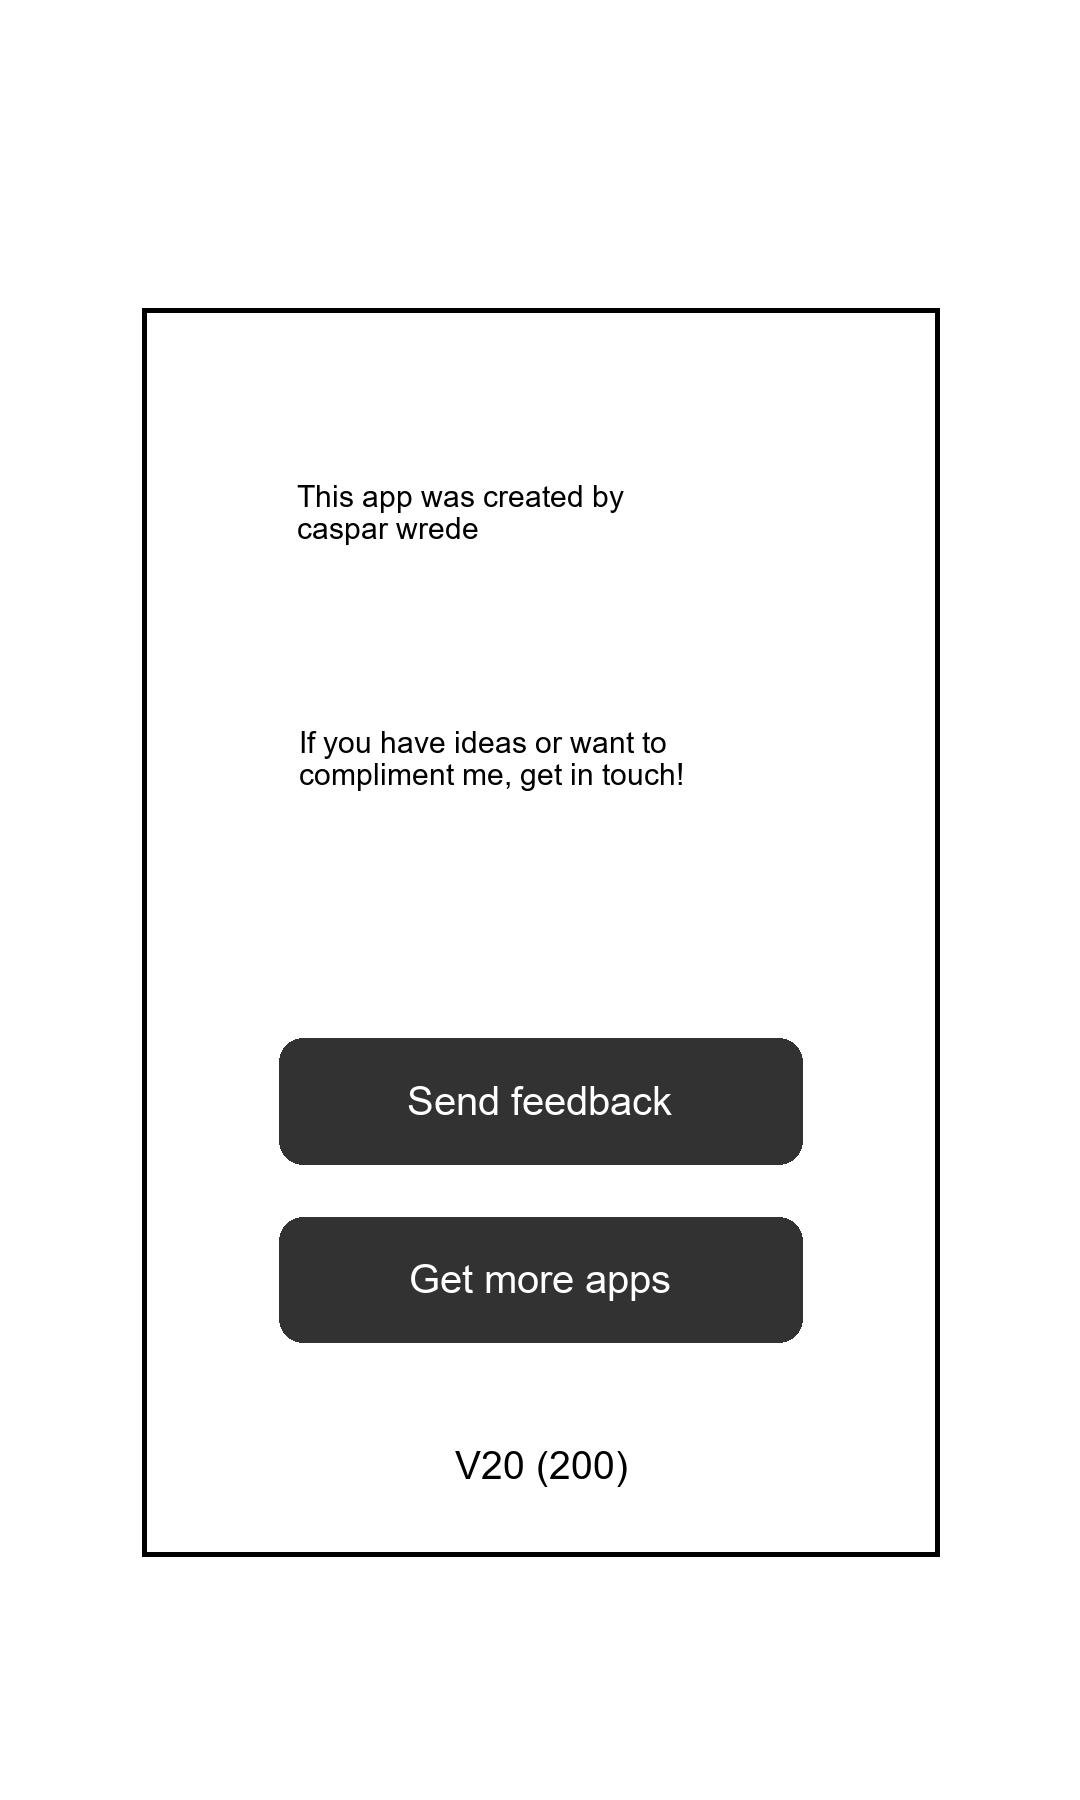 This app was created by
caspar wrede
If you have ideas or want to
compliment me, get in touch!
Send feedback
Get more apps
V20 (200)